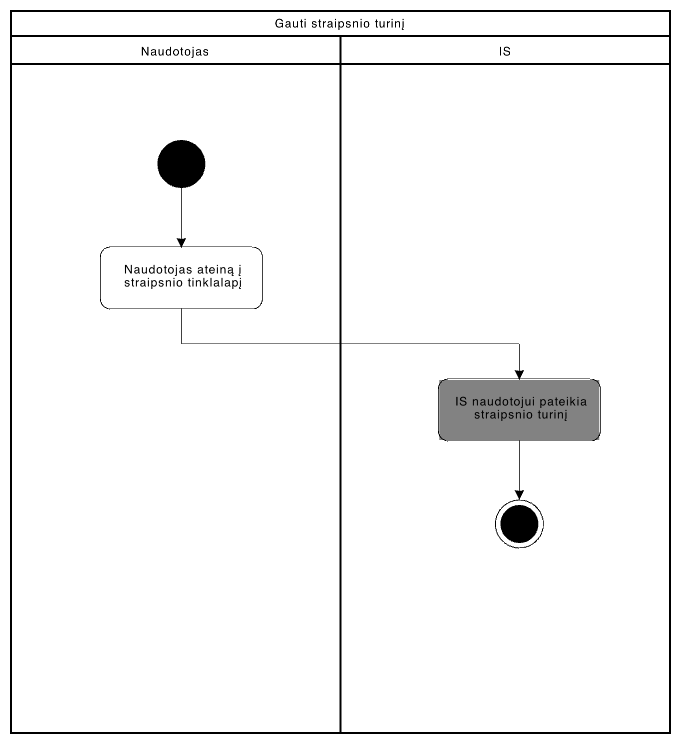 Gauti straipsnio turinį
Naudotojas
IS
Naudotojas ateiną į
straipsnio tinklalapį
IS naudotojui pateikia
straipsnio turinį